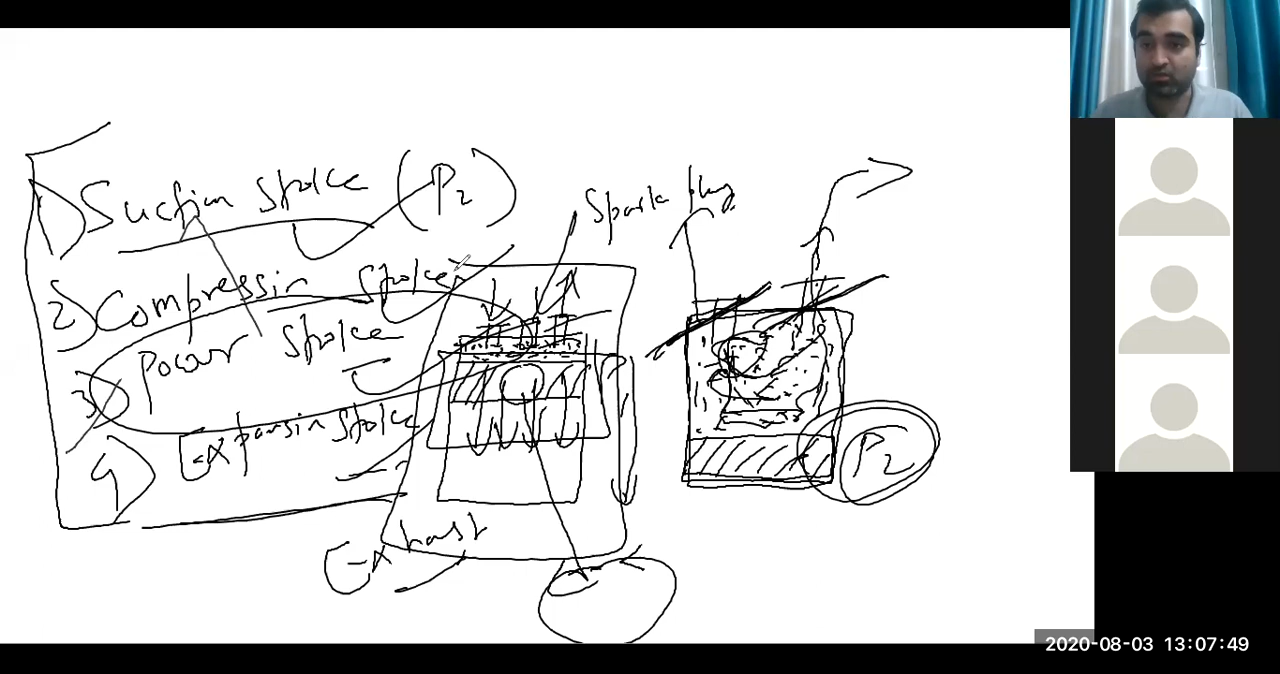 1) Suction Stroke (P2)
Spark plug
2) Compression Stroke
3) Power Stroke
4) Expansion Stroke
P2
Exhaust
2020-08-03 13:07:49